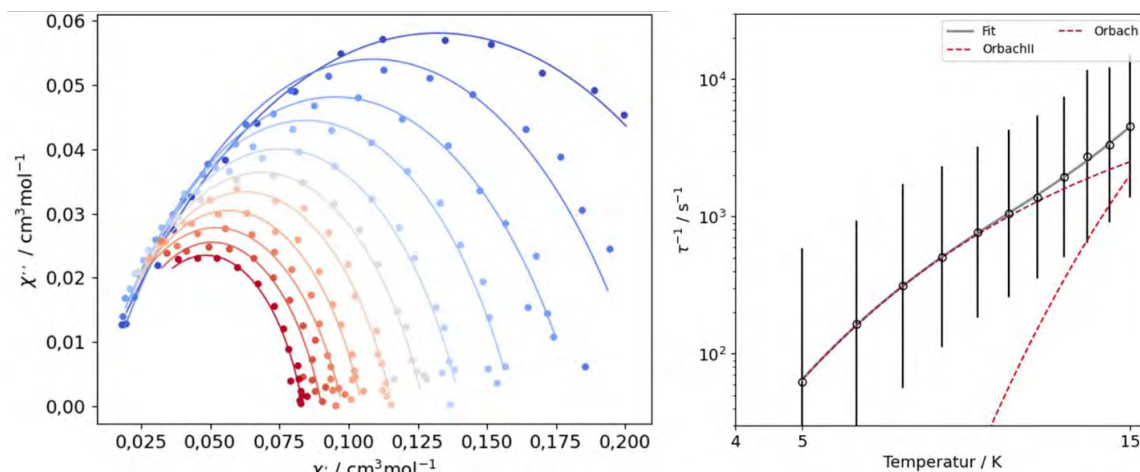 0,06
0,05
0,04
0,03
0,02
0,01
0,00
χ´´ / cm³mol⁻¹
0,025 0,050 0,075 0,100 0,125 0,150 0,175 0,200
χ´ / cm³mol⁻¹
Fit
OrbachII
Orbach
10⁴
10³
10²
τ⁻¹ / s⁻¹
4 5 15
Temperatur / K